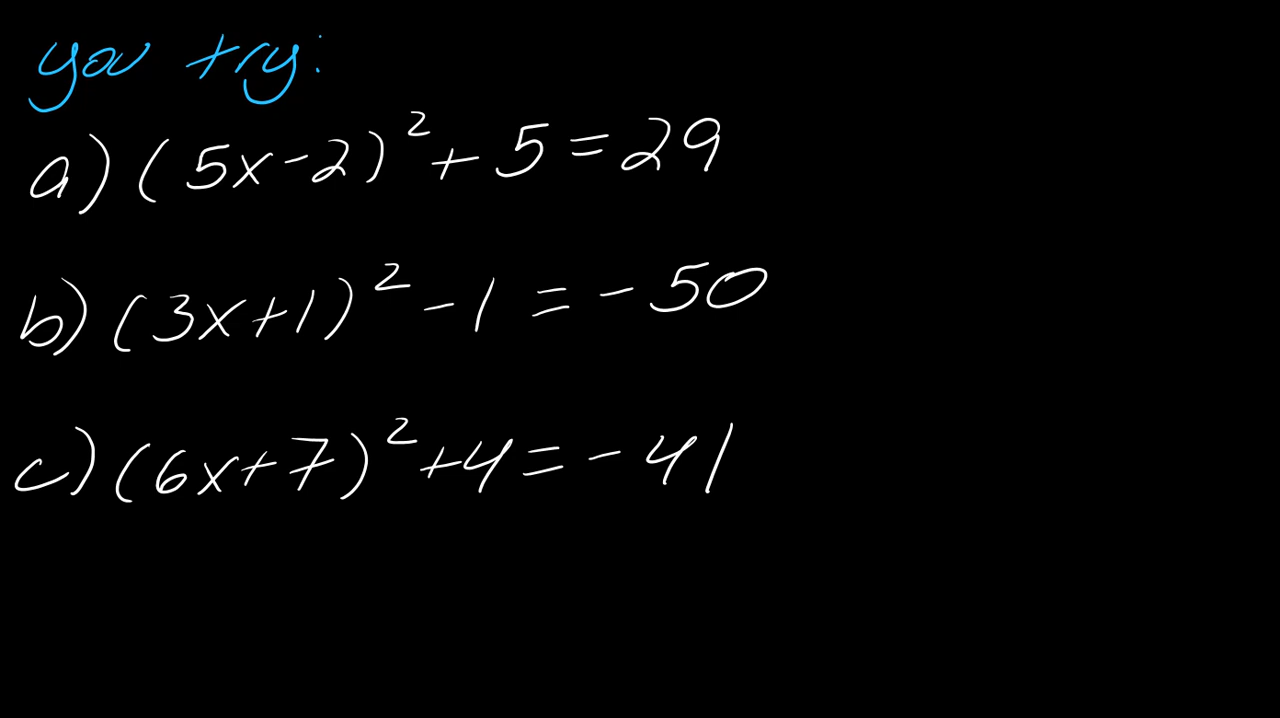 you try:
a) (5x-2)² + 5 = 29
b) (3x+1)² - 1 = -50
c) (6x+7)² + 4 = -41